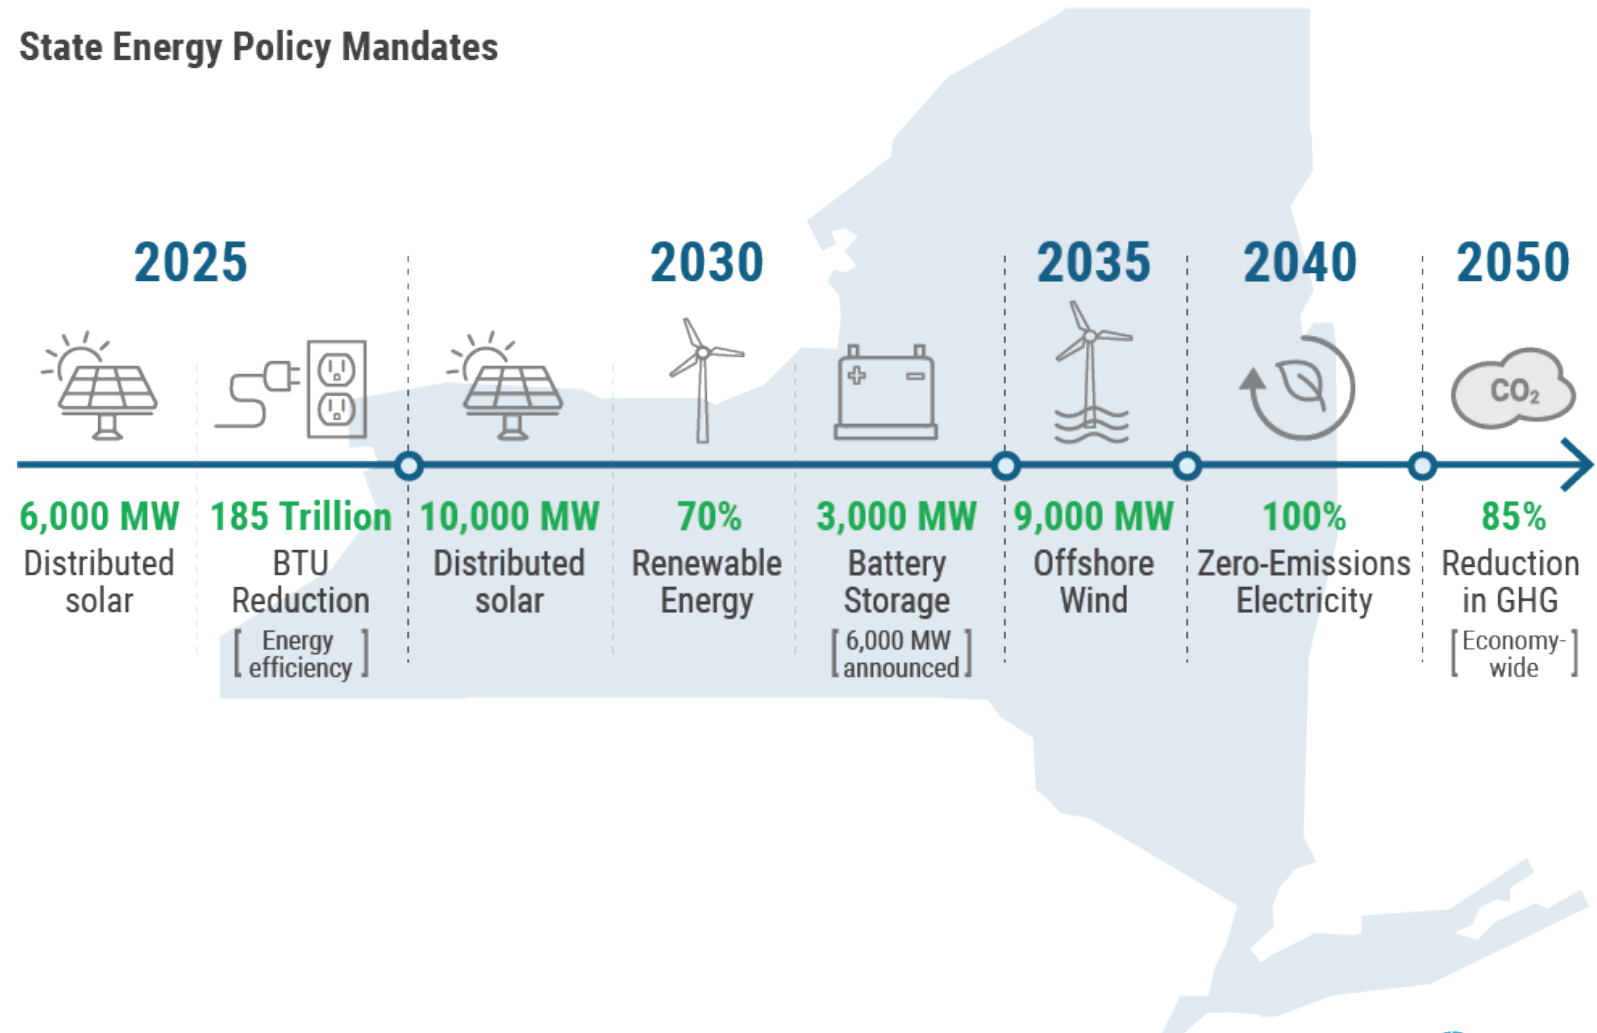 State Energy Policy Mandates
2025
2030
2035
2040
2050
CO₂
6,000 MW
Distributed
solar
185 Trillion
BTU
Reduction
[Energy
efficiency]
10,000 MW
Distributed
solar
70%
Renewable
Energy
3,000 MW
Battery
Storage
[6,000 MW
announced]
9,000 MW
Offshore
Wind
100%
Zero-Emissions
Electricity
85%
Reduction
in GHG
[Economy-
wide]